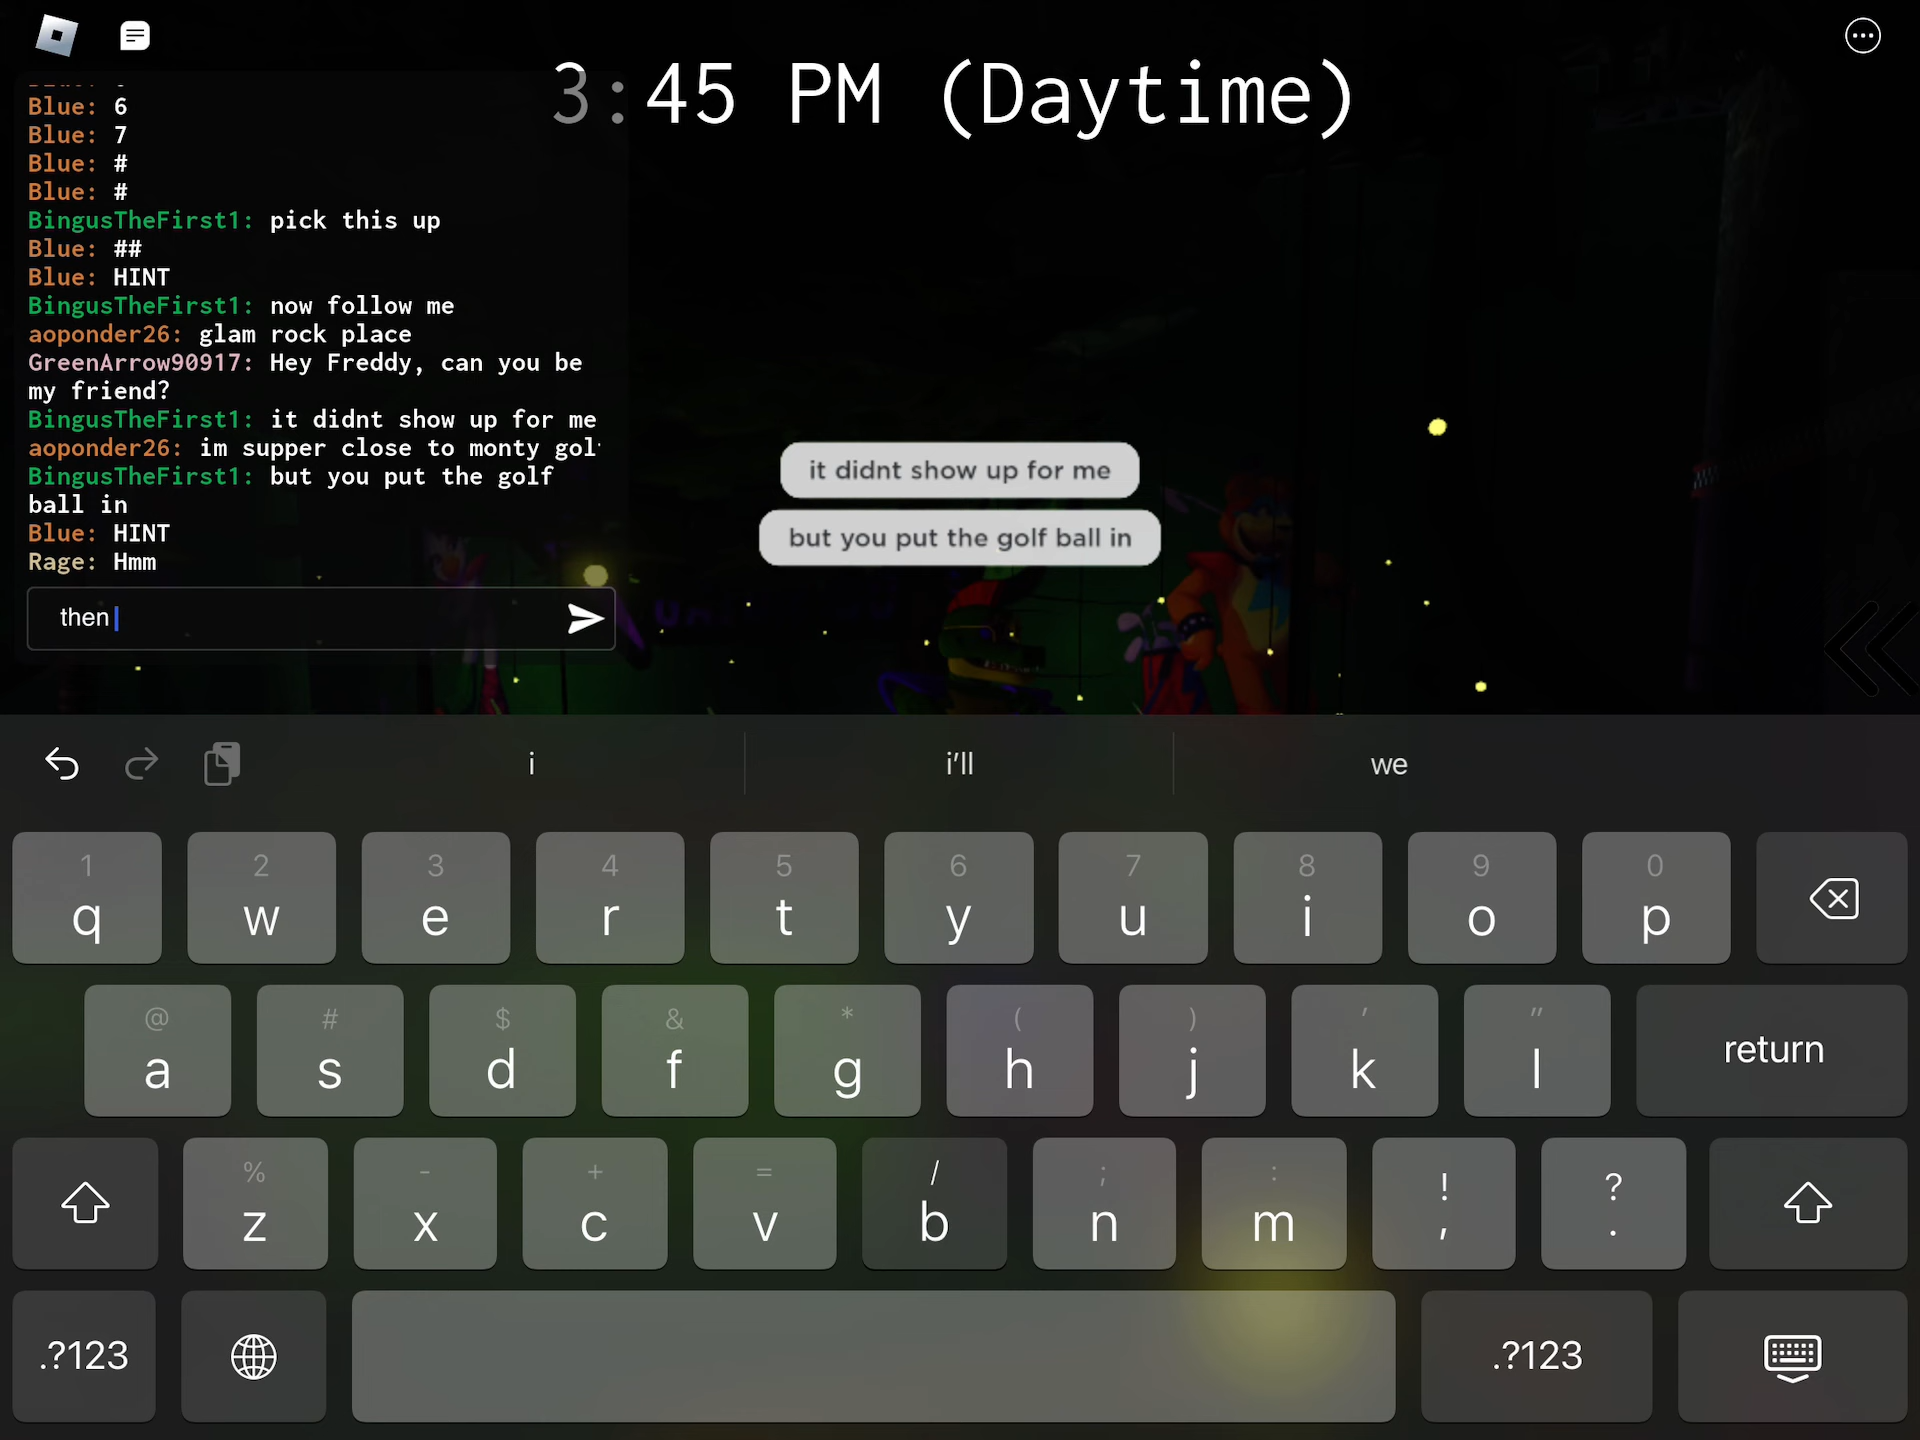 3:45 PM (Daytime)
Blue: 6
Blue: 7
Blue: #
Blue: #
BingusTheFirst1: pick this up
Blue: ##
Blue: HINT
BingusTheFirst1: now follow me
aoponder26: glam rock place
GreenArrow90917: Hey Freddy, can you be
my friend?
BingusTheFirst1: it didnt show up for me
aoponder26: im supper close to monty
BingusTheFirst1: but you put the golf
ball in
Blue: HINT
Rage: Hmm
then
it didnt show up for me
but you put the golf ball in
i
i'll
we
1 2 3 4 5 6 7 8 9 0
q w e r t y u i o p
@ # $ & * ( ) ' "
a s d f g h j k l return
% - + = / ; : ! ?
z x c v b n m , .
.?123 .?123